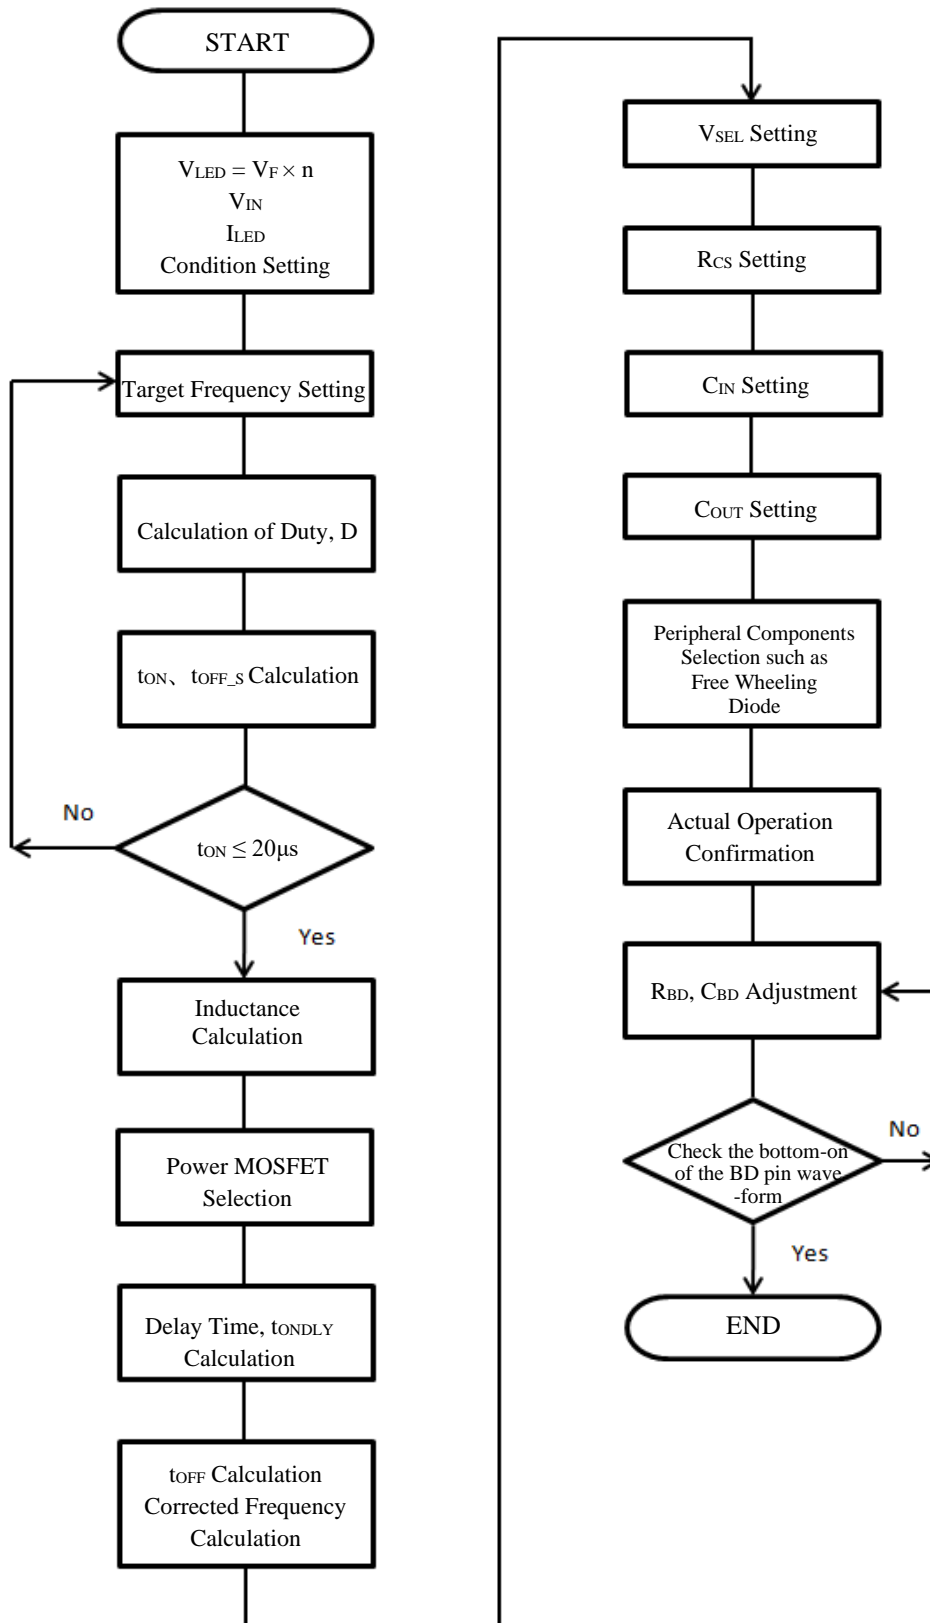 START
VLED = VF × n
VIN
ILED
Condition Setting
Target Frequency Setting
Calculation of Duty, D
tON、tOFF_S Calculation
No
tON ≤ 20μs
Yes
Inductance
Calculation
Power MOSFET
Selection
Delay Time, tONDLY
Calculation
tOFF Calculation
Corrected Frequency
Calculation
VSEL Setting
RCS Setting
CIN Setting
COUT Setting
Peripheral Components
Selection such as
Free Wheeling
Diode
Actual Operation
Confirmation
RBD, CBD Adjustment
No
Check the bottom-on
of the BD pin wave
-form
Yes
END